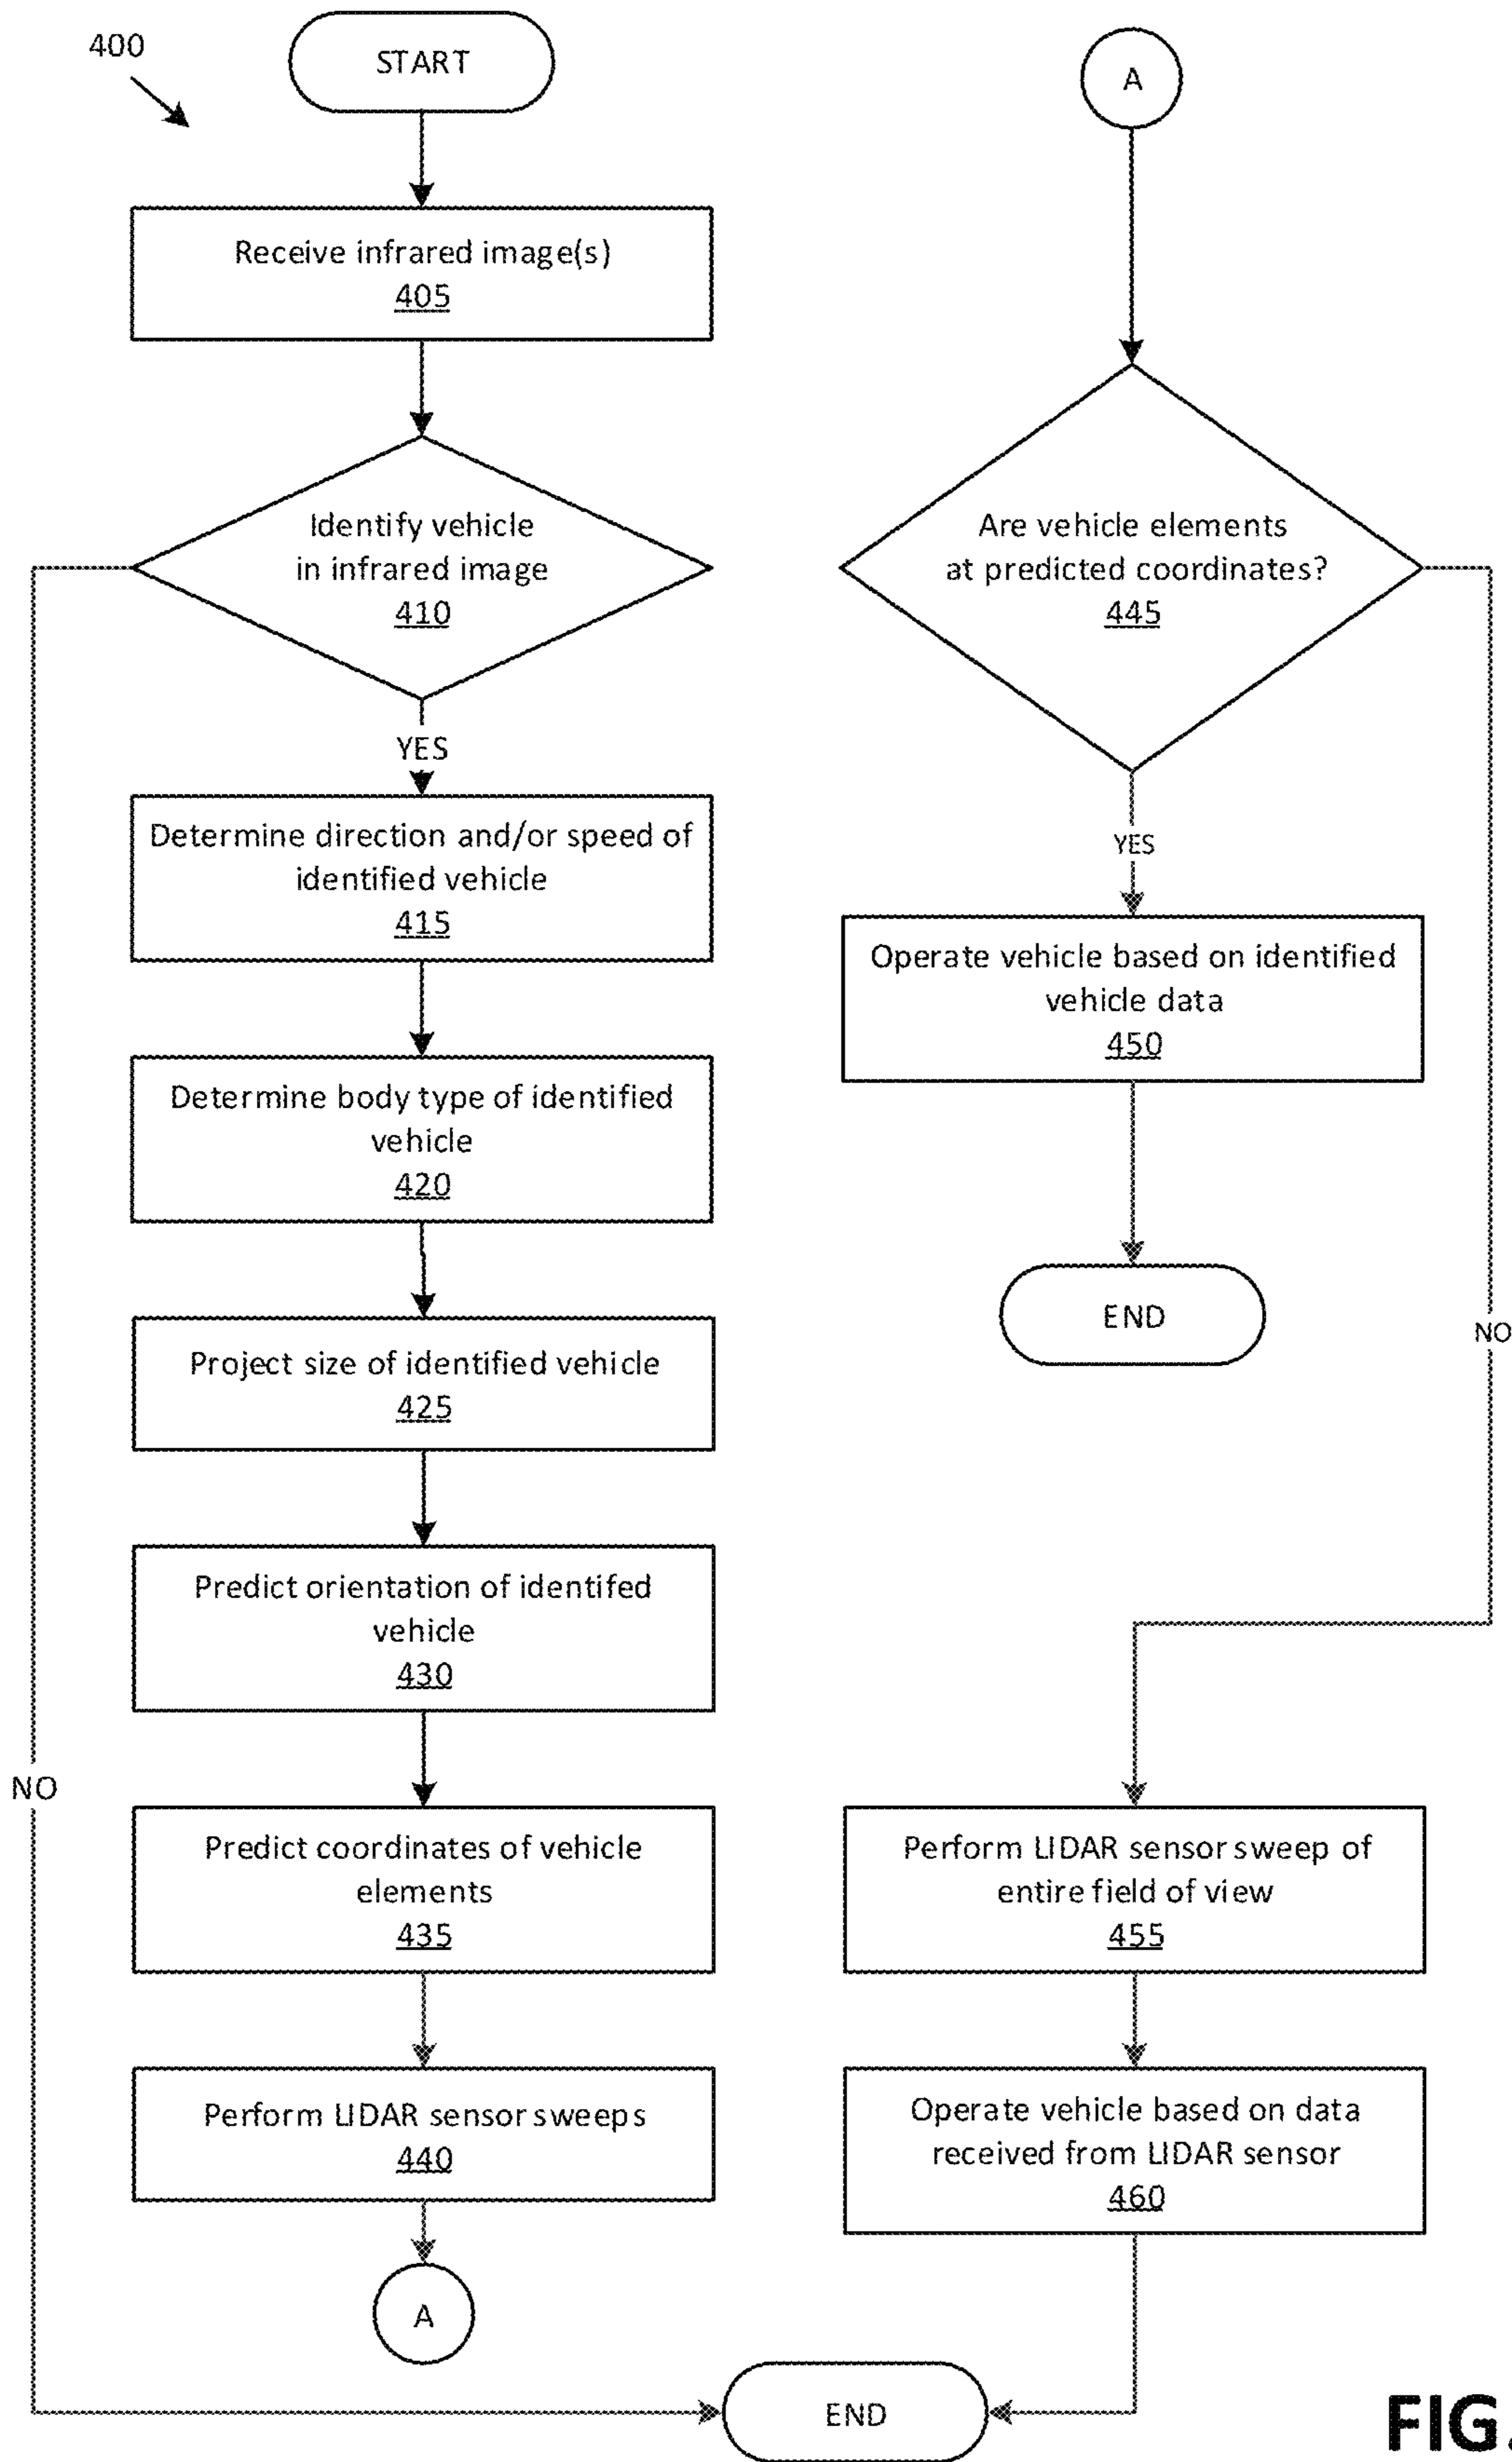 400
START
Receive infrared image(s)
405
Identify vehicle
in infrared image
410
YES
Determine direction and/or speed of
identified vehicle
415
Determine body type of identified
vehicle
420
Project size of identified vehicle
425
Predict orientation of identifed
vehicle
430
NO
Predict coordinates of vehicle
elements
435
Perform LIDAR sensor sweeps
440
A
A
Are vehicle elements
at predicted coordinates?
445
YES
Operate vehicle based on identified
vehicle data
450
END
NO
Perform LIDAR sensor sweep of
entire field of view
455
Operate vehicle based on data
received from LIDAR sensor
460
END
FIG.